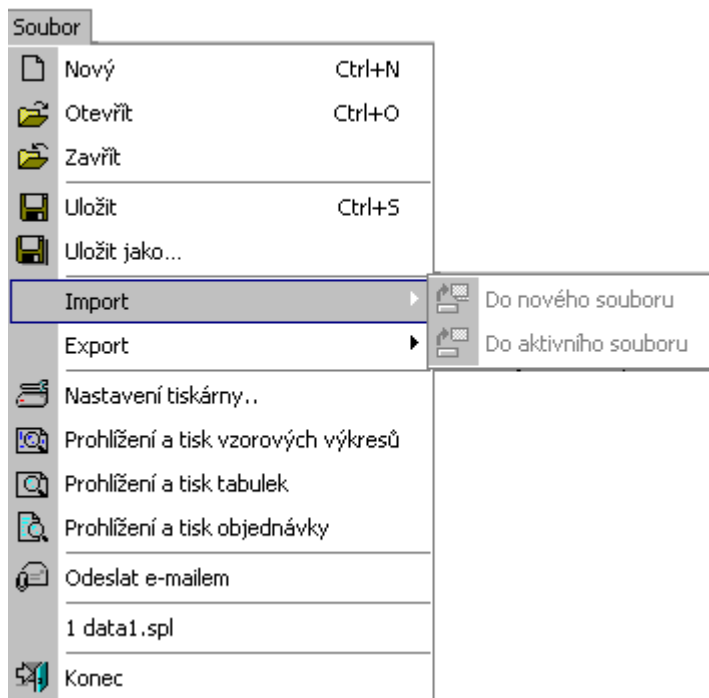 Soubor
Nový Ctrl+N
Otevřít Ctrl+O
Zavřít
Uložit Ctrl+S
Uložit jako...
Import
Do nového souboru
Export
Do aktivního souboru
Nastavení tiskárny..
Prohlížení a tisk vzorových výkresů
Prohlížení a tisk tabulek
Prohlížení a tisk objednávky
Odeslat e-mailem
1 data1.spl
Konec